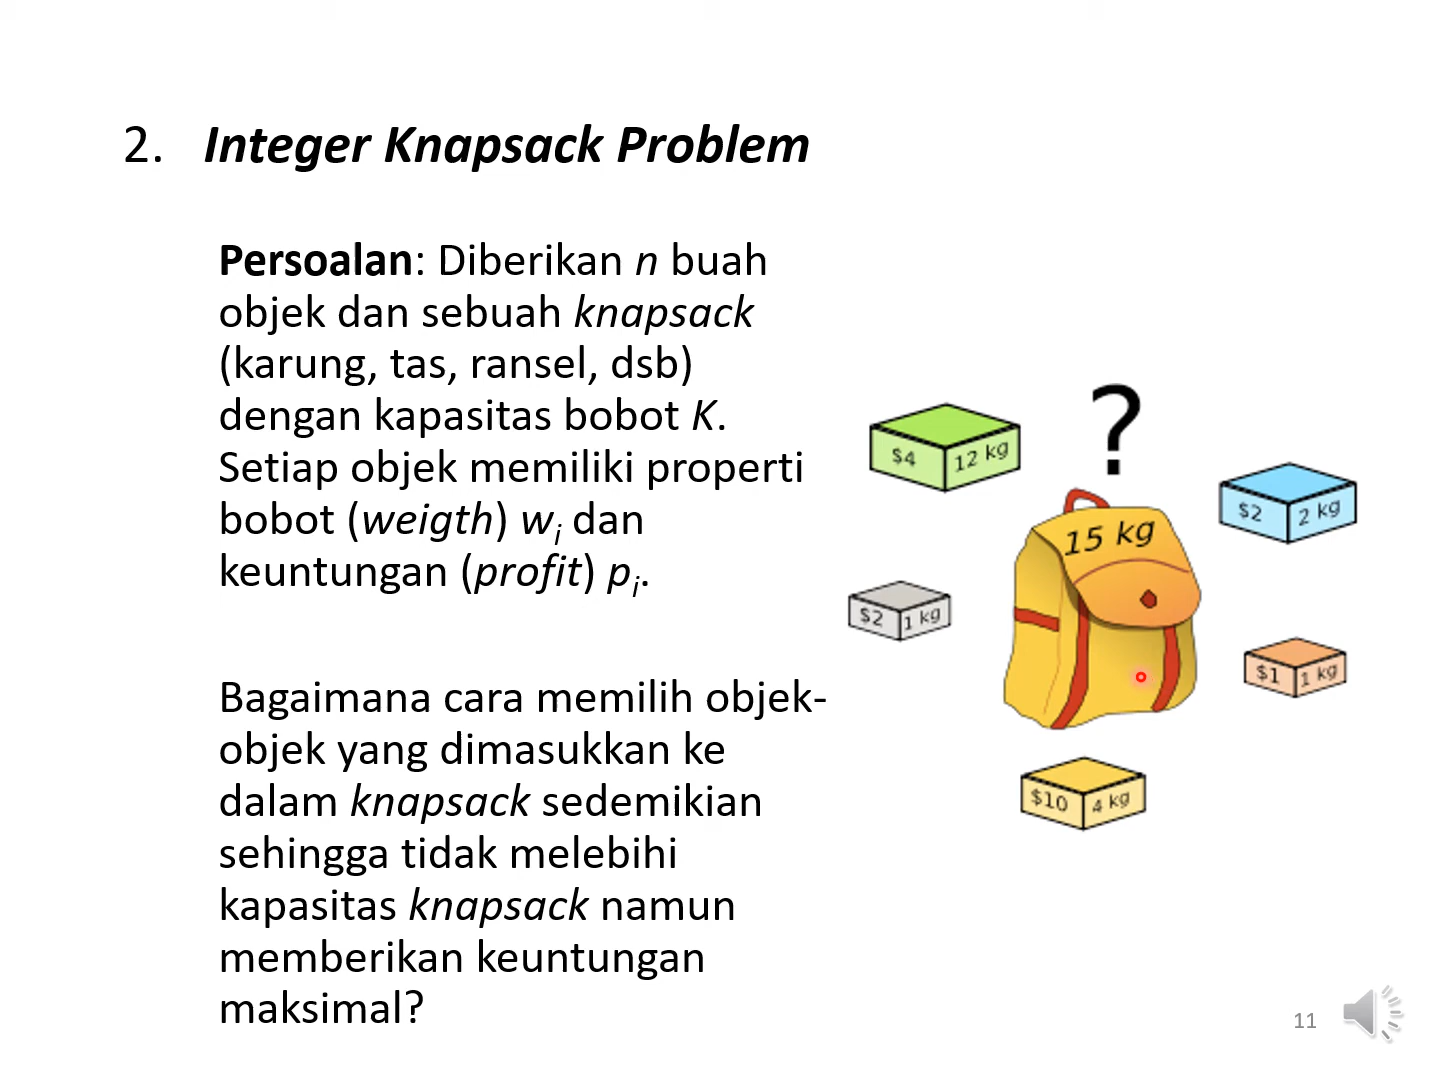 2. Integer Knapsack Problem
Persoalan: Diberikan n buah
objek dan sebuah knapsack
(karung, tas, ransel, dsb)
dengan kapasitas bobot K.
Setiap objek memiliki properti
bobot (weigth) wi dan
keuntungan (profit) pi.
Bagaimana cara memilih objek-
objek yang dimasukkan ke
dalam knapsack sedemikian
sehingga tidak melebihi
kapasitas knapsack namun
memberikan keuntungan
maksimal?
?
$4 12 kg
$2 2 kg
15 kg
$2 1 kg
$1 1 kg
$10 4 kg
11